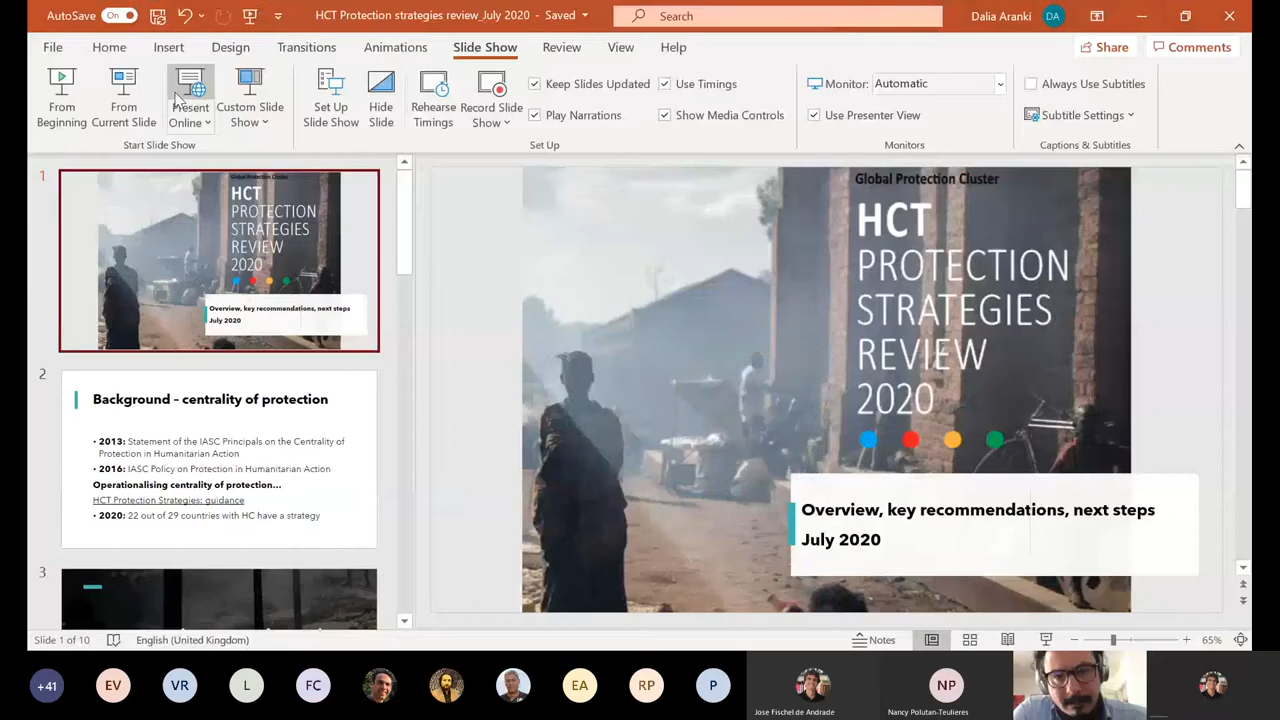 AutoSave On HCT Protection strategies review_July 2020 - Saved Search Dalia Aranki DA
File Home Insert Design Transitions Animations Slide Show Review View Help Share Comments
From Beginning
From Current Slide
Present Online
Custom Slide Show
Set Up Slide Show
Hide Slide
Rehearse Timings
Record Slide Show
Keep Slides Updated Use Timings
Play Narrations Show Media Controls
Monitor: Automatic
Use Presenter View
Always Use Subtitles
Subtitle Settings
Start Slide Show Set Up Monitors Captions & Subtitles
1
Global Protection Cluster
HCT
PROTECTION
STRATEGIES
REVIEW
2020
Overview, key recommendations, next steps
July 2020
2
Background – centrality of protection
• 2013: Statement of the IASC Principals on the Centrality of
Protection in Humanitarian Action
• 2016: IASC Policy on Protection in Humanitarian Action
Operationalising centrality of protection...
HCT Protection Strategies: guidance
• 2020: 22 out of 29 countries with HC have a strategy
3
Global Protection Cluster
HCT
PROTECTION
STRATEGIES
REVIEW
2020
Overview, key recommendations, next steps
July 2020
Slide 1 of 10 English (United Kingdom) Notes 65%
+41 EV VR L FC EA RP P NP
Jose Fischel de Andrade Nancy Polutan-Teulieres